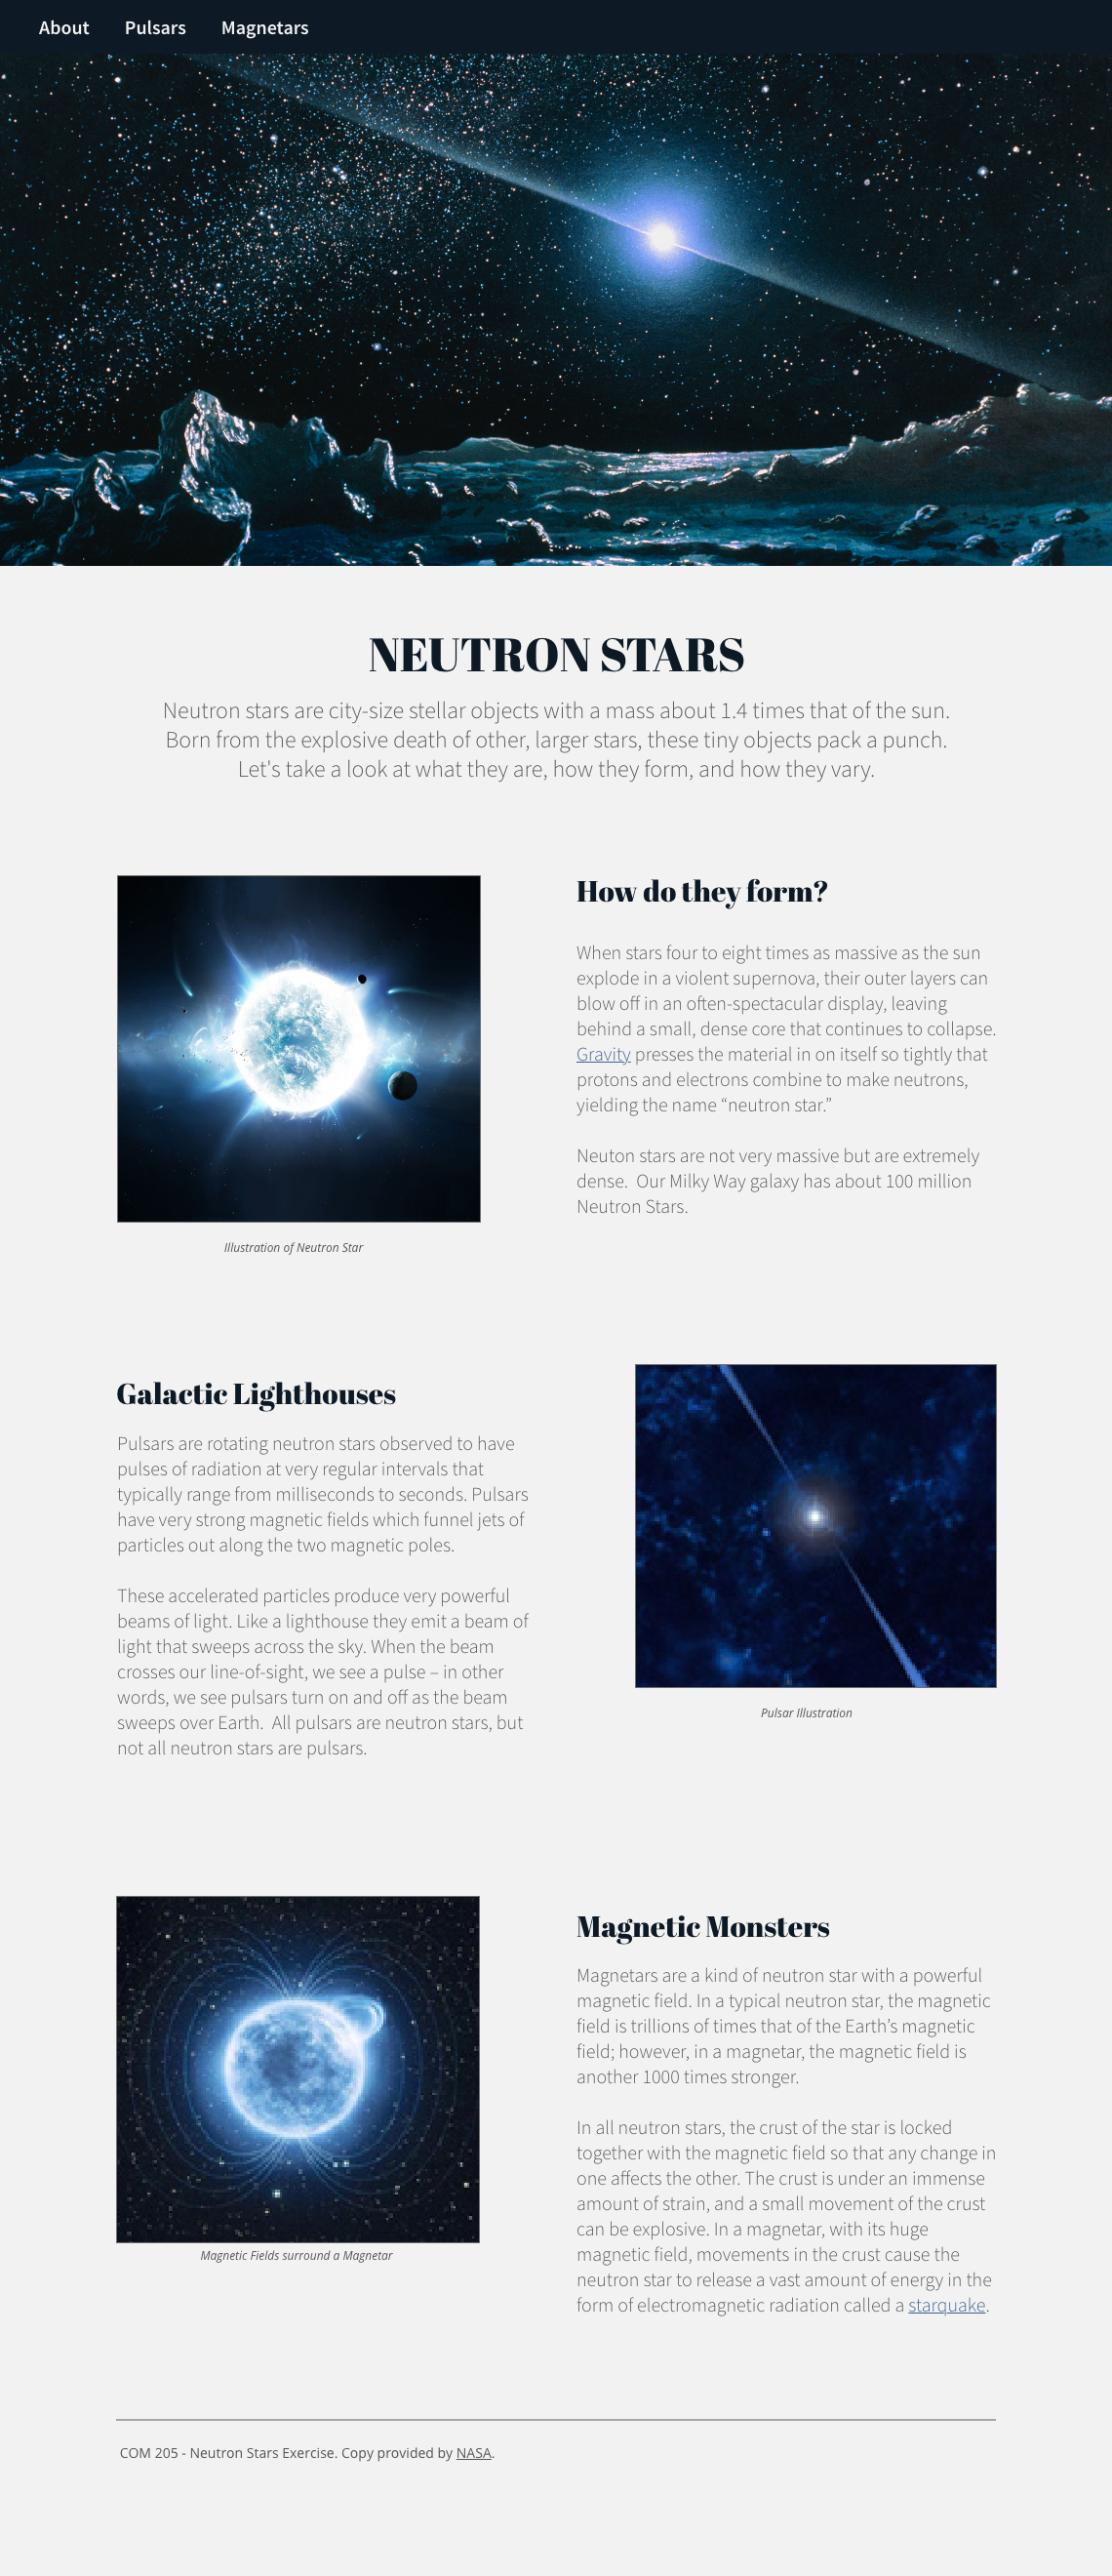 About Pulsars Magnetars
NEUTRON STARS
Neutron stars are city-size stellar objects with a mass about 1.4 times that of the sun.
Born from the explosive death of other, larger stars, these tiny objects pack a punch.
Let's take a look at what they are, how they form, and how they vary.
How do they form?
When stars four to eight times as massive as the sun
explode in a violent supernova, their outer layers can
blow off in an often-spectacular display, leaving
behind a small, dense core that continues to collapse.
Gravity presses the material in on itself so tightly that
protons and electrons combine to make neutrons,
yielding the name “neutron star.”
Neuton stars are not very massive but are extremely
dense.  Our Milky Way galaxy has about 100 million
Neutron Stars.
Illustration of Neutron Star
Galactic Lighthouses
Pulsars are rotating neutron stars observed to have
pulses of radiation at very regular intervals that
typically range from milliseconds to seconds. Pulsars
have very strong magnetic fields which funnel jets of
particles out along the two magnetic poles.
These accelerated particles produce very powerful
beams of light. Like a lighthouse they emit a beam of
light that sweeps across the sky. When the beam
crosses our line-of-sight, we see a pulse – in other
words, we see pulsars turn on and off as the beam
sweeps over Earth.  All pulsars are neutron stars, but
not all neutron stars are pulsars.
Pulsar Illustration
Magnetic Monsters
Magnetars are a kind of neutron star with a powerful
magnetic field. In a typical neutron star, the magnetic
field is trillions of times that of the Earth’s magnetic
field; however, in a magnetar, the magnetic field is
another 1000 times stronger.
In all neutron stars, the crust of the star is locked
together with the magnetic field so that any change in
one affects the other. The crust is under an immense
amount of strain, and a small movement of the crust
can be explosive. In a magnetar, with its huge
magnetic field, movements in the crust cause the
neutron star to release a vast amount of energy in the
form of electromagnetic radiation called a starquake.
Magnetic Fields surround a Magnetar
COM 205 - Neutron Stars Exercise. Copy provided by NASA.